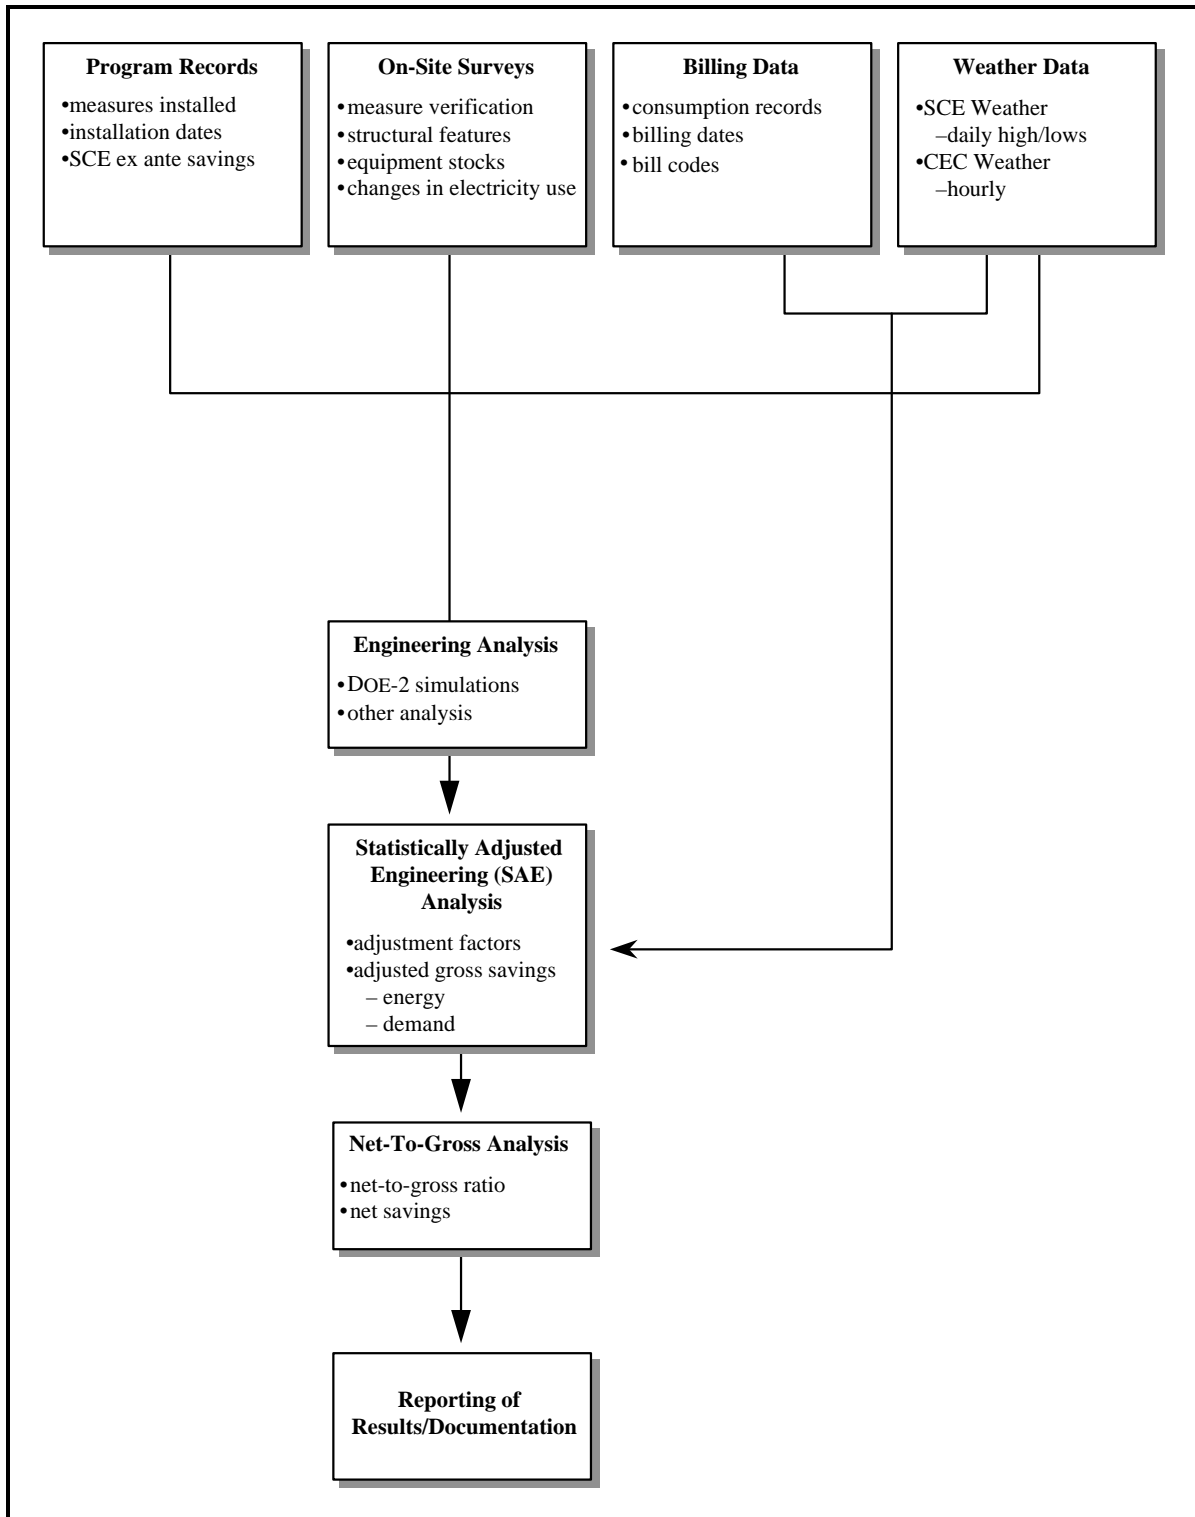 Program Records
•measures installed
•installation dates
•SCE ex ante savings
On-Site Surveys
•measure verification
•structural features
•equipment stocks
•changes in electricity use
Billing Data
•consumption records
•billing dates
• bill codes
Weather Data
•SCE Weather
–daily high/lows
•CEC Weather
–hourly
Engineering Analysis
•DOE-2 simulations
•other analysis
Statistically Adjusted
Engineering (SAE)
Analysis
•adjustment factors
•adjusted gross savings
– energy
– demand
Net-To-Gross Analysis
•net-to-gross ratio
•net savings
Reporting of
Results/Documentation